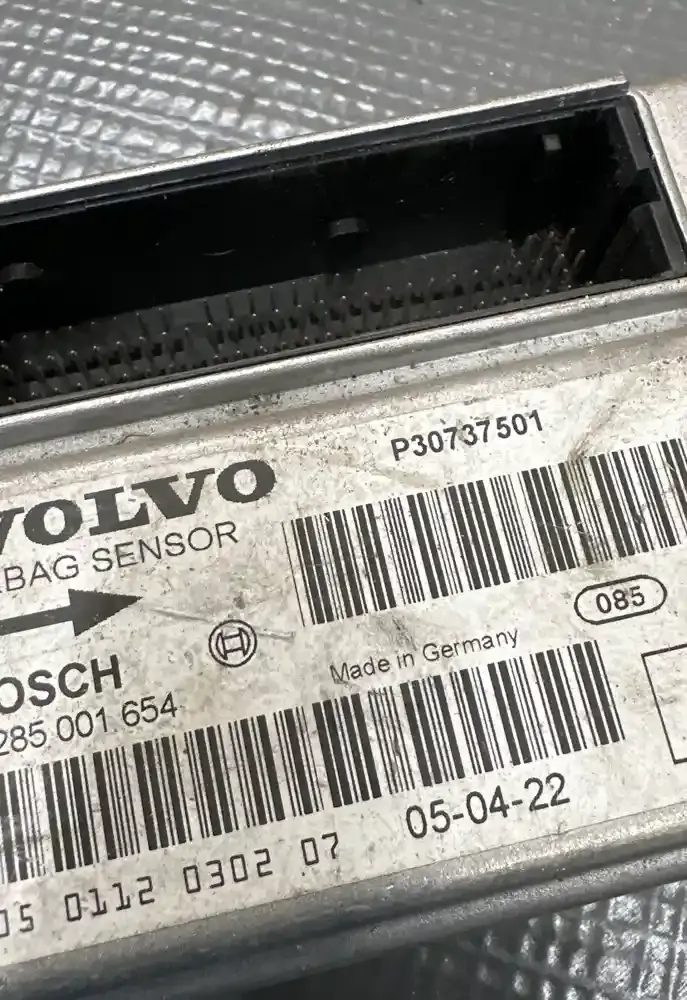 P30737501
VOLVO
BAG SENSOR
085
Made in Germany
OSCH
285 001 654
05-04-22
05 0112 0302 07